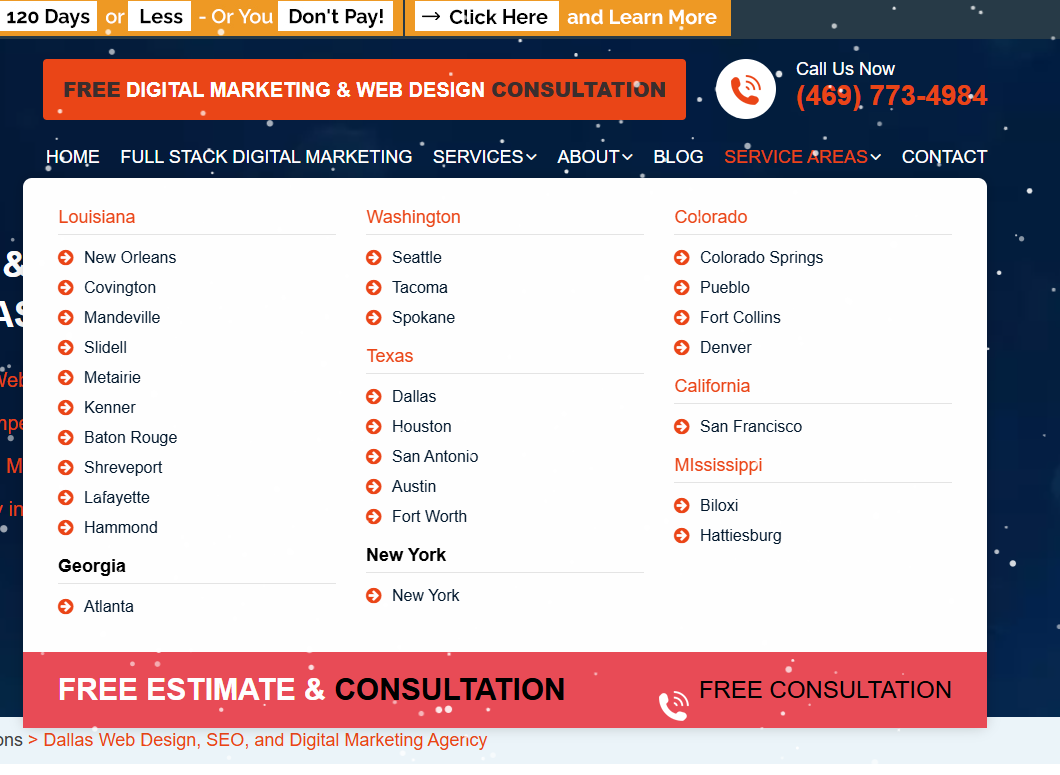 120 Days or Less - Or You Don't Pay! → Click Here and Learn More
FREE DIGITAL MARKETING & WEB DESIGN CONSULTATION
Call Us Now
(469) 773-4984
HOME FULL STACK DIGITAL MARKETING SERVICES ABOUT BLOG SERVICE AREAS CONTACT
&
Louisiana
New Orleans
Covington
Mandeville
Slidell
Metairie
Kenner
Baton Rouge
Shreveport
Lafayette
Hammond
Georgia
Atlanta
Washington
Seattle
Tacoma
Spokane
Texas
Dallas
Houston
San Antonio
Austin
Fort Worth
New York
New York
Colorado
Colorado Springs
Pueblo
Fort Collins
Denver
California
San Francisco
MIssissippi
Biloxi
Hattiesburg
FREE ESTIMATE & CONSULTATION
FREE CONSULTATION
ons > Dallas Web Design, SEO, and Digital Marketing Agency